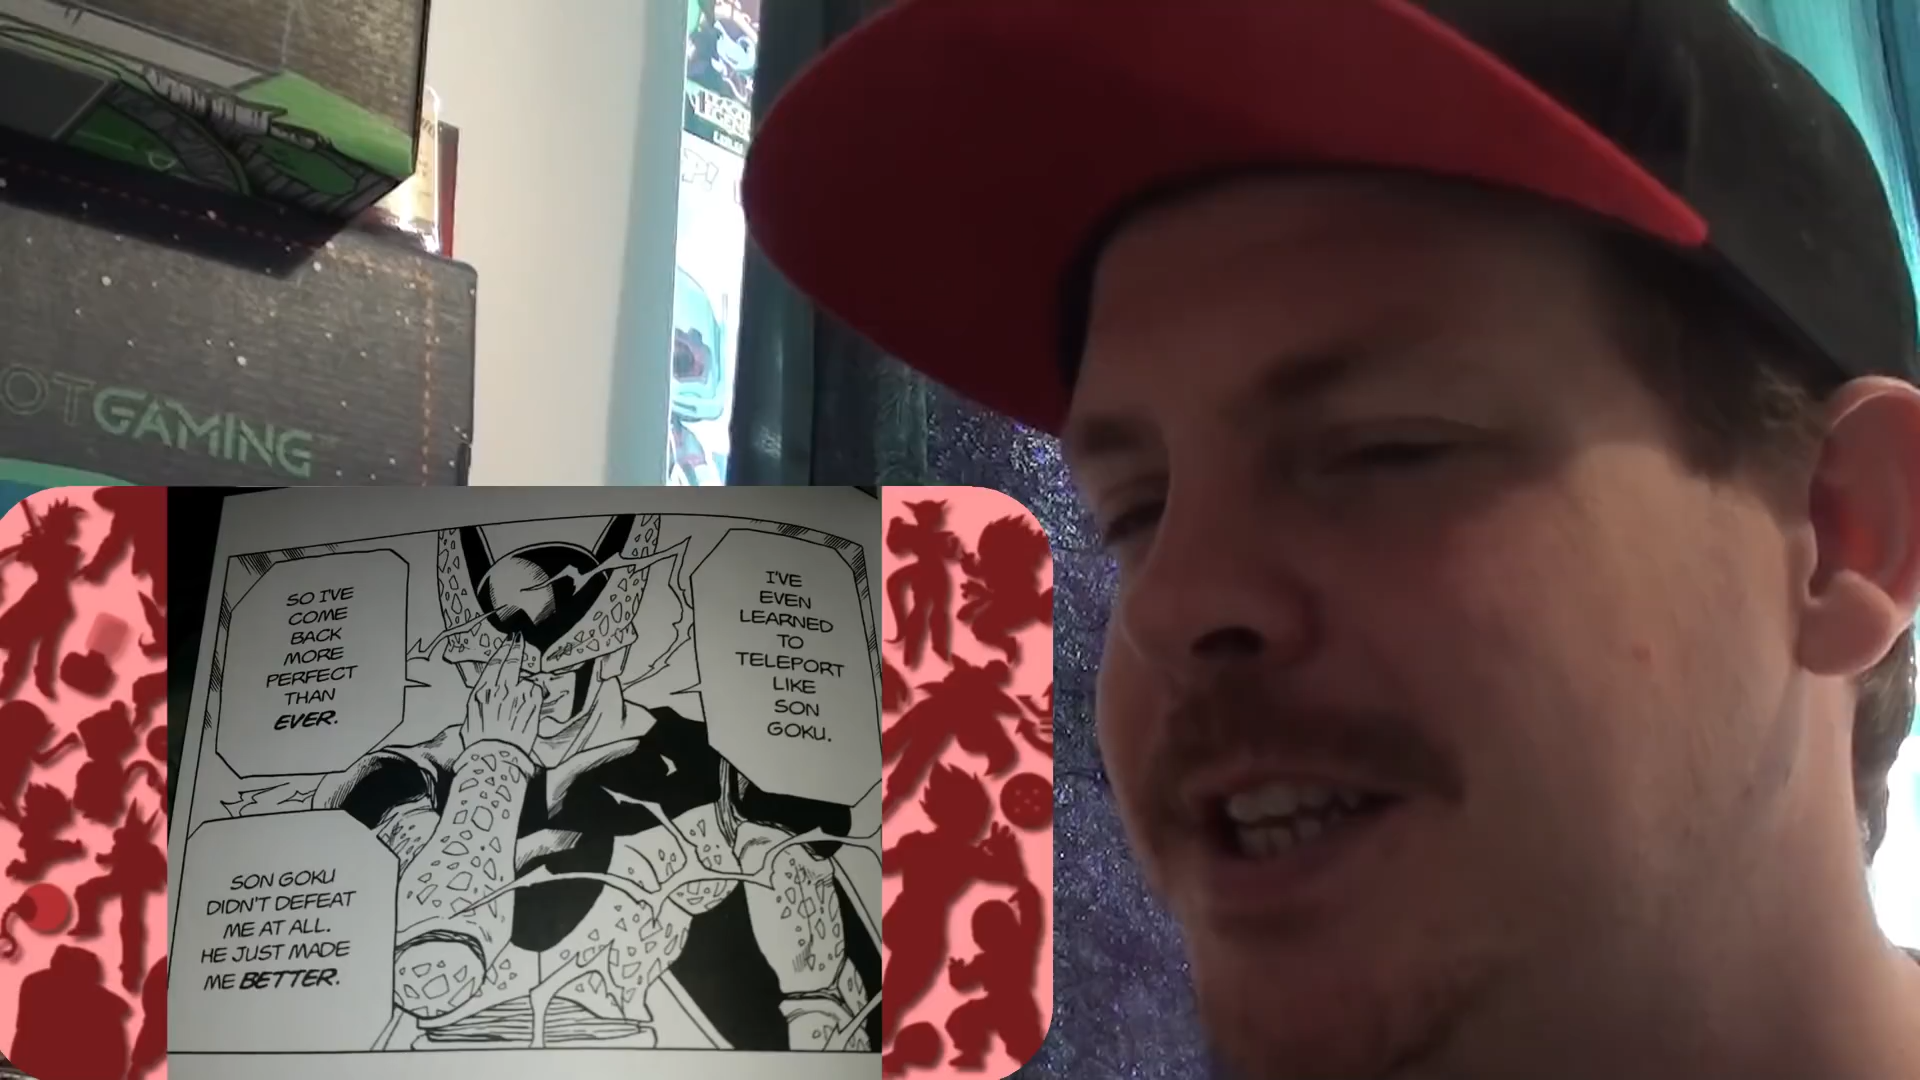 GAMING
I'VE
EVEN
LEARNED
TO
TELEPORT
LIKE
SON
GOKU.
SO I'VE
COME
BACK
MORE
PERFECT
THAN
EVER.
SON GOKU
DIDN'T DEFEAT
ME AT ALL.
HE JUST MADE
ME BETTER.